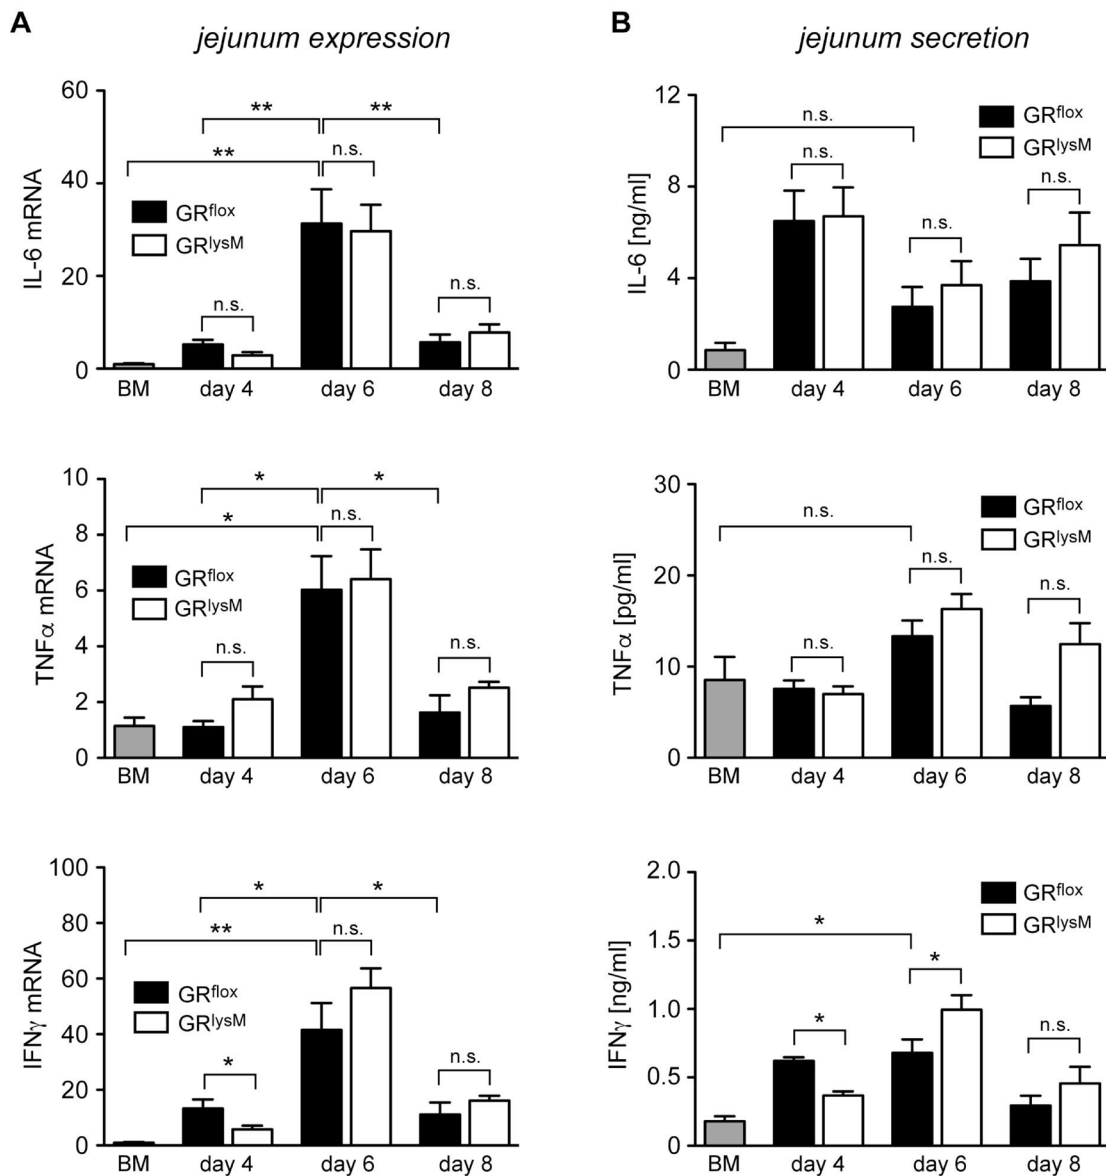 A
jejunum expression
60
40
20
0
IL-6 mRNA
**
**
**
n.s.
n.s.
n.s.
GRflox
GRlysM
BM
day 4
day 6
day 8
10
8
6
4
2
0
TNFα mRNA
*
*
*
n.s.
n.s.
n.s.
GRflox
GRlysM
BM
day 4
day 6
day 8
100
80
60
40
20
0
IFNγ mRNA
*
*
**
n.s.
*
n.s.
GRflox
GRlysM
BM
day 4
day 6
day 8
B
jejunum secretion
12
8
4
0
IL-6 [ng/ml]
n.s.
n.s.
n.s.
n.s.
GRflox
GRlysM
BM
day 4
day 6
day 8
30
20
10
0
TNFα [pg/ml]
n.s.
n.s.
n.s.
n.s.
GRflox
GRlysM
BM
day 4
day 6
day 8
2.0
1.5
1.0
0.5
0
IFNγ [ng/ml]
*
*
*
n.s.
GRflox
GRlysM
BM
day 4
day 6
day 8